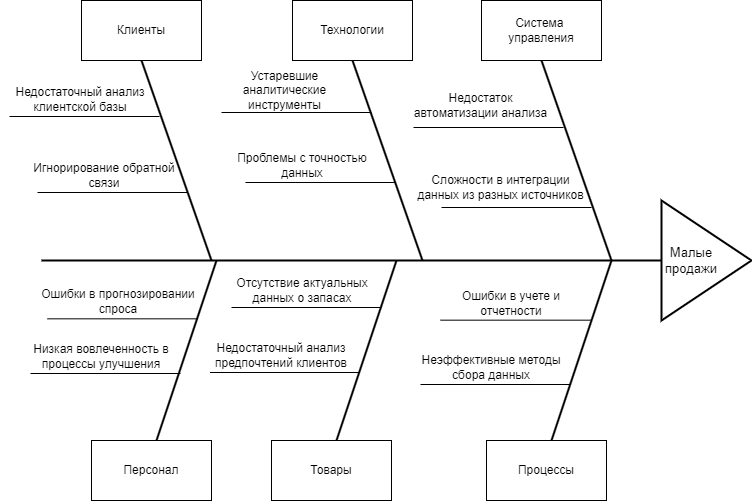 Клиенты
Технологии
Система
управления
Недостаточный анализ
клиентской базы
Игнорирование обратной
связи
Устаревшие
аналитические
инструменты
Проблемы с точностью
данных
Недостаток
автоматизации анализа
Сложности в интеграции
данных из разных источников
Малые
продажи
Ошибки в прогнозировании
спроса
Низкая вовлеченность в
процессы улучшения
Отсутствие актуальных
данных о запасах
Недостаточный анализ
предпочтений клиентов
Ошибки в учете и
отчетности
Неэффективные методы
сбора данных
Персонал
Товары
Процессы